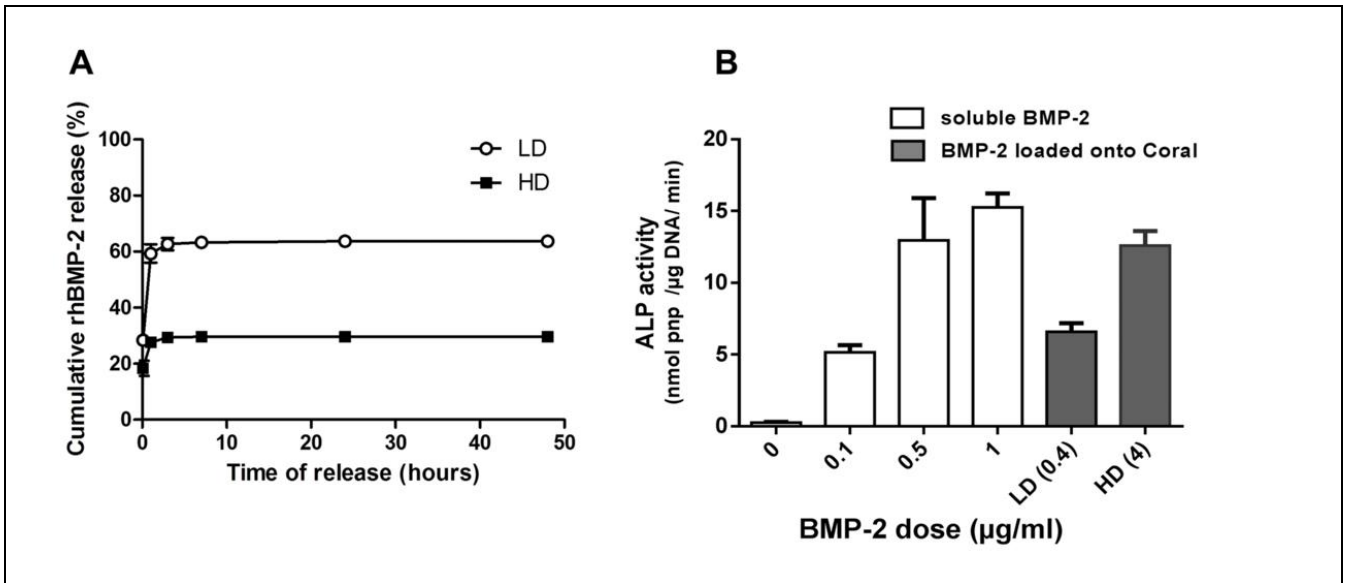 A
Cumulative rhBMP-2 release (%)
100
80
60
40
20
0
LD
HD
0
10
20
30
40
50
Time of release (hours)
B
soluble BMP-2
BMP-2 loaded onto Coral
ALP activity
(nmol pnp /µg DNA/ min)
20
15
10
5
0
0
0.1
0.5
1
LD (0.4)
HD (4)
BMP-2 dose (µg/ml)